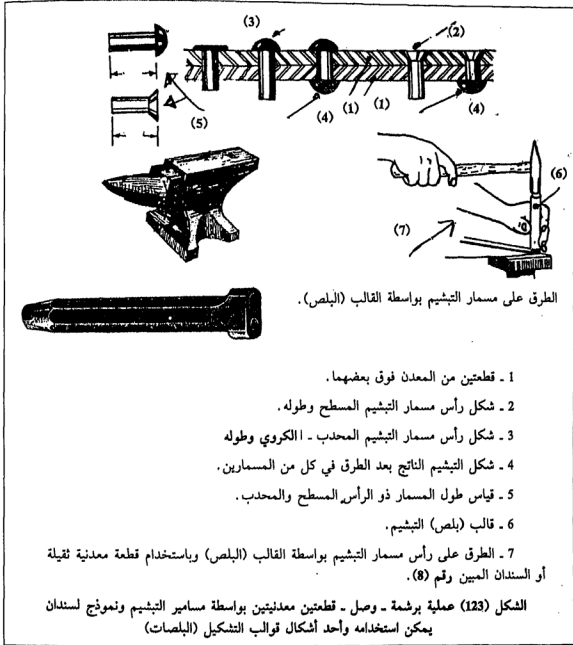 (3)
(2)
(4)
(1)
(1)
(4)
(5)
(6)
(7)
الطرق على مسمار التبشيم بواسطة القالب (البلص).
1 ـ قطعتين من المعدن فوق بعضهما.
2 ـ شكل رأس مسمار التبشيم المسطح وطوله.
3 ـ شكل رأس مسمار التبشيم المحدب ـ الكروي وطوله
4 ـ شكل التبشيم الناتج بعد الطرق في كل من المسمارين.
5 ـ قياس طول المسمار ذو الرأس المسطح والمحدب.
6 ـ قالب (بلص) التبشيم.
7 ـ الطرق على رأس مسمار التبشيم بواسطة القالب (البلص) وباستخدام قطعة معدنية ثقيلة
أو السندان المبين رقم (8).
الشكل (123) عملية برشمة ـ وصل ـ قطعتين معدنيتين بواسطة مسامير التبشيم ونموذج لسندان
يمكن استخدامه وأحد أشكال قوالب التشكيل (البلصات)